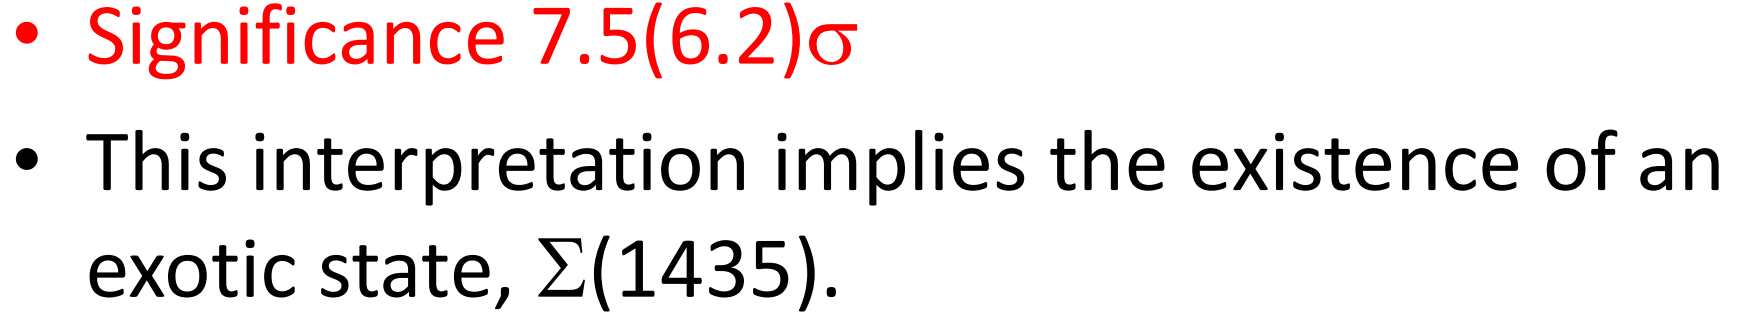 • Significance 7.5(6.2)σ
• This interpretation implies the existence of an
exotic state, Σ(1435).